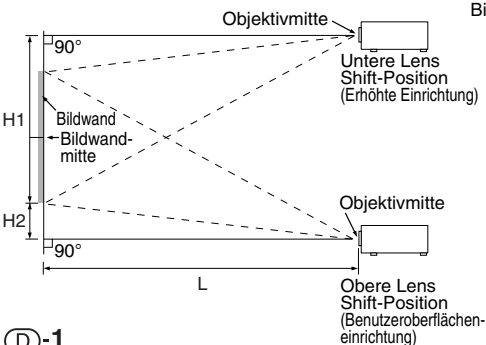 Objektivmitte
Bi
90°
Untere Lens
Shift-Position
(Erhöhte Einrichtung)
H1
Bildwand
Bildwand-
mitte
Objektivmitte
H2
90°
L
Obere Lens
Shift-Position
(Benutzeroberflächen-
einrichtung)
D-1